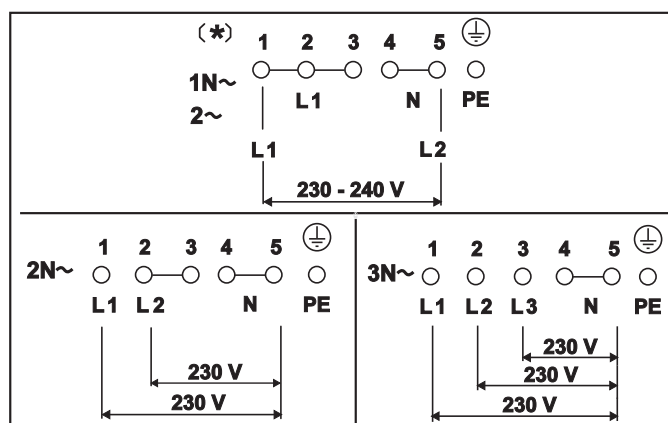 (*) 1 2 3 4 5
1N~ L1 N PE
2~
L1 L2
230 - 240 V
1 2 3 4 5
2N~
L1 L2 N PE
230 V
230 V
1 2 3 4 5
3N~
L1 L2 L3 N PE
230 V
230 V
230 V